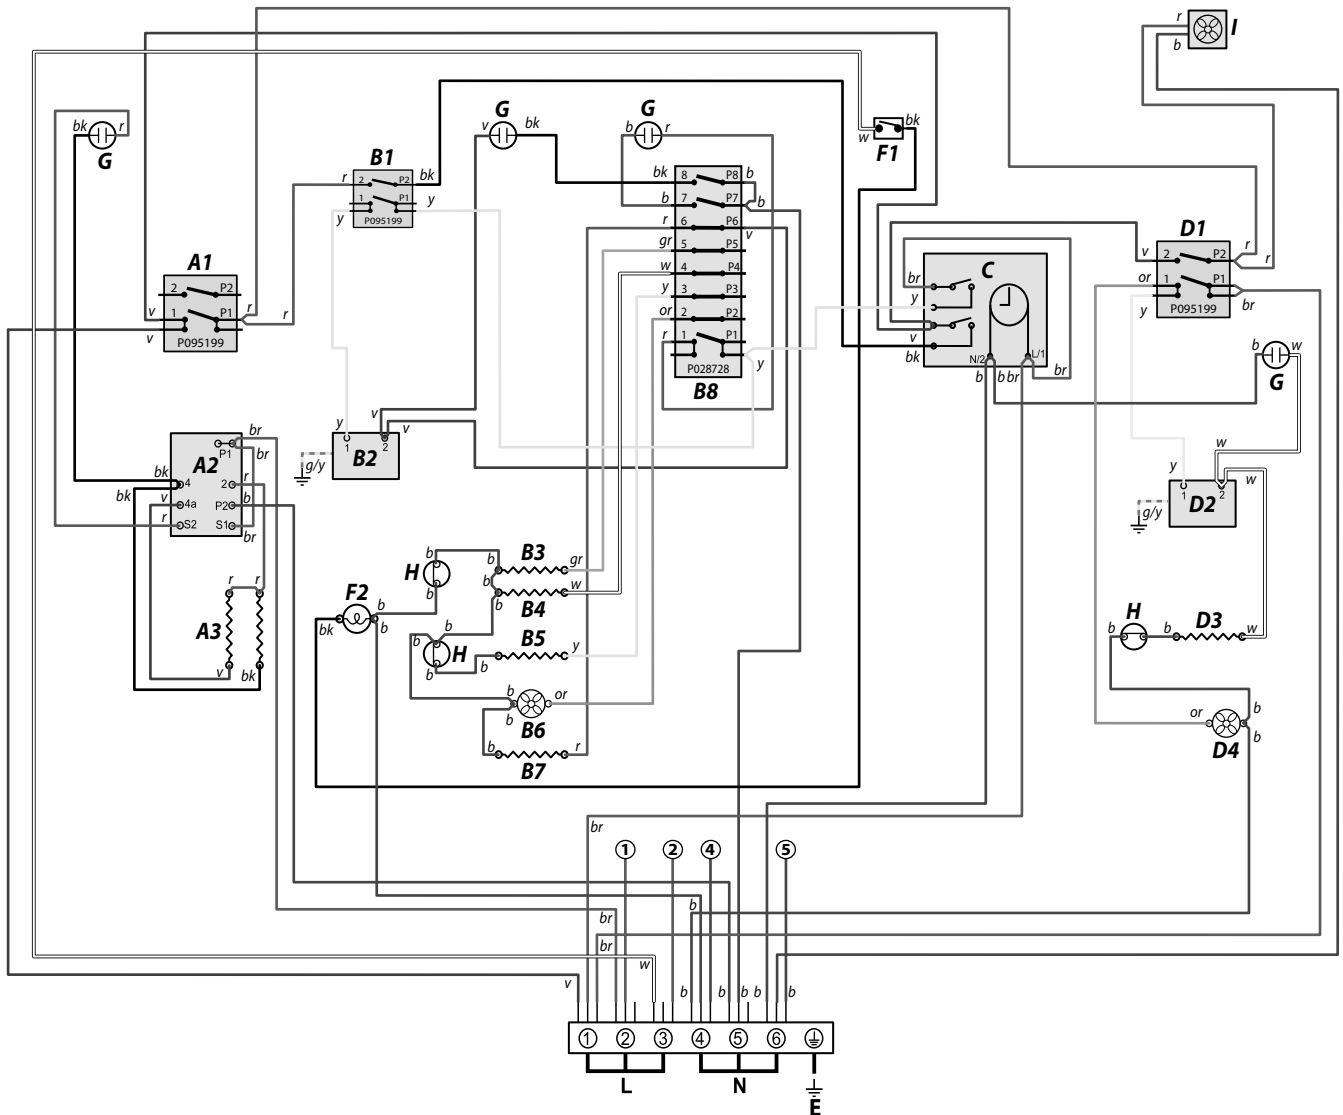 r
I
b
bk
r
G
v
G
bk
b
G
r
w
F1
bk
B1
r
2
P2
bk
1
P1
y
y
P095199
bk
8
P8
b
b
7
P7
b
r
6
P6
v
gr
5
P5
w
4
P4
y
3
P3
or
2
P2
r
1
P1
y
P028728
B8
A1
2
P2
r
v
1
P1
r
v
P095199
C
br
y
v
bk
N/2
L/1
b
b
br
br
D1
v
2
P2
r
r
or
1
P1
y
br
P095199
b
w
G
v
v
y
1
2
B2
g/y
br
P1
br
A2
bk
4
2
r
bk
v
4a
P2
b
r
S2
S1
br
w
w
y
1
2
D2
g/y
r
r
A3
v
bk
F2
bk
b
b
b
H
b
b
B3
gr
b
b
B4
w
b
b
H
b
b
B5
y
b
b
B6
or
b
B7
r
H
b
b
D3
w
or
b
b
D4
br
1
2
4
5
b
br
br
w
v
b
b
b
b
b
1
2
3
4
5
6
L
N
E